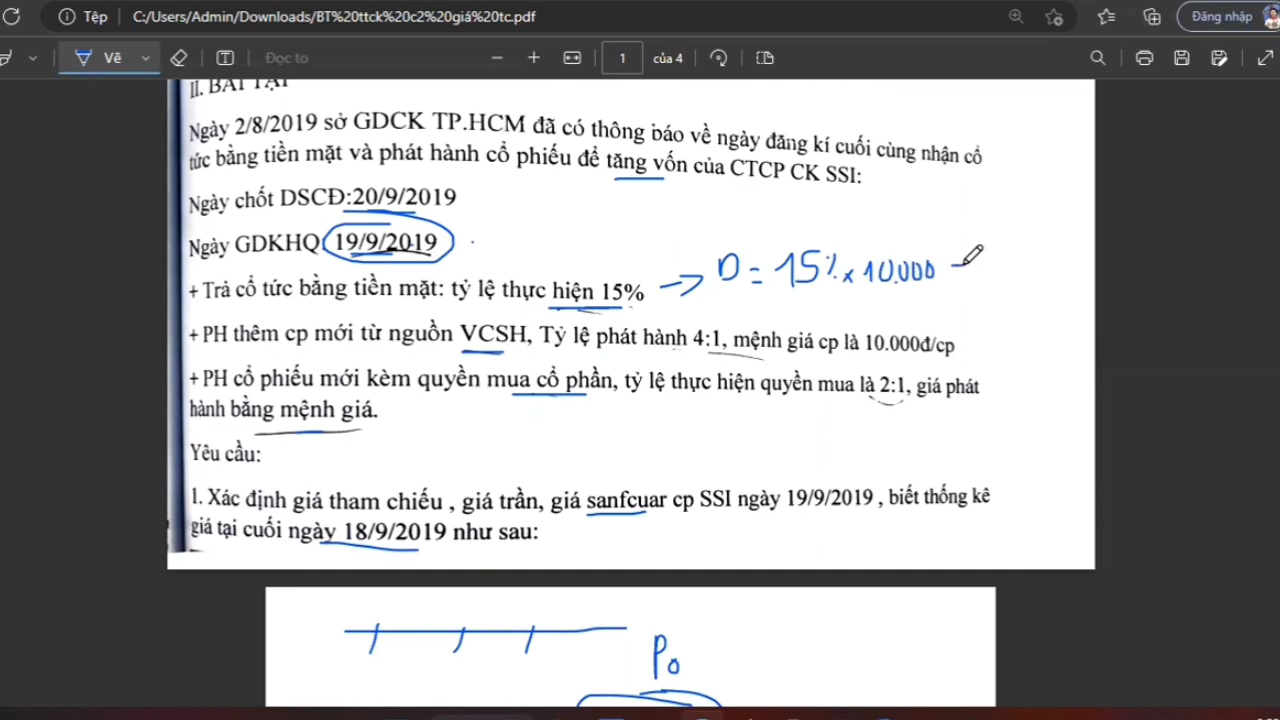 Tệp C:/Users/Admin/Downloads/BT%20ttck%20c2%20giá%20tc.pdf Đăng nhập
Vẽ Đọc to 1 của 4
II. BÀI TẬP
Ngày 2/8/2019 sở GDCK TP.HCM đã có thông báo về ngày đăng kí cuối cùng nhận cổ
tức bằng tiền mặt và phát hành cổ phiếu để tăng vốn của CTCP CK SSI:
Ngày chốt DSCĐ:20/9/2019
Ngày GDKHQ 19/9/2019
+ Trả cổ tức bằng tiền mặt: tỷ lệ thực hiện 15% → D = 15% x 10.000
+ PH thêm cp mới từ nguồn VCSH, Tỷ lệ phát hành 4:1, mệnh giá cp là 10.000đ/cp
+ PH cổ phiếu mới kèm quyền mua cổ phần, tỷ lệ thực hiện quyền mua là 2:1, giá phát
hành bằng mệnh giá.
Yêu cầu:
1. Xác định giá tham chiếu , giá trần, giá sanfcuar cp SSI ngày 19/9/2019 , biết thống kê
giá tại cuối ngày 18/9/2019 như sau:
P0